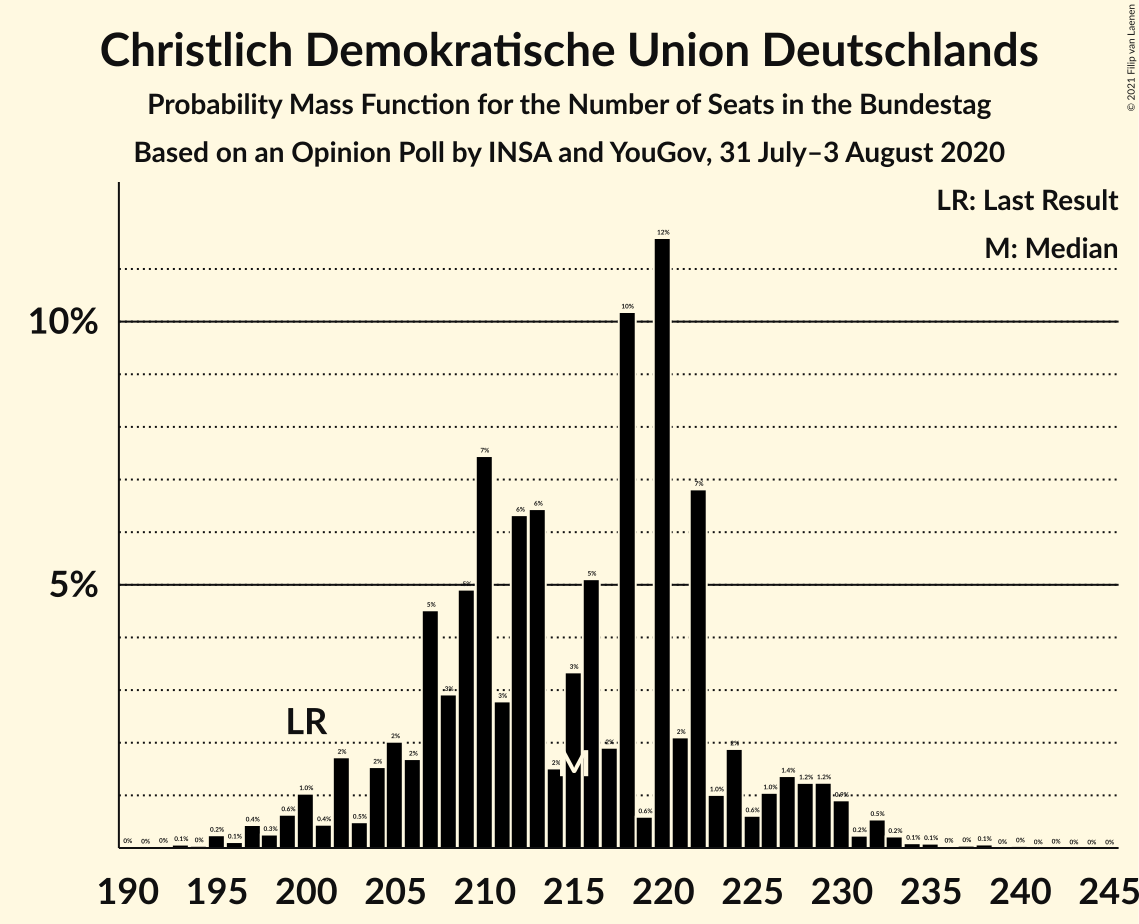 Christlich Demokratische Union Deutschlands
Probability Mass Function for the Number of Seats in the Bundestag
Based on an Opinion Poll by INSA and YouGov, 31 July–3 August 2020
© 2021 Filip van Laenen
LR: Last Result
M: Median
10%
5%
LR
M
0% 0% 0% 0.1% 0% 0.2% 0.1% 0.4% 0.3% 0.6% 1.0% 0.4% 2% 0.5% 2% 2% 2% 5% 3% 5% 7% 3% 6% 6% 2% 3% 5% 2% 10% 0.6% 12% 2% 7% 1.0% 2% 0.6% 1.0% 1.4% 1.2% 1.2% 0.9% 0.2% 0.5% 0.2% 0.1% 0.1% 0% 0% 0.1% 0% 0% 0% 0% 0% 0% 0%
190 195 200 205 210 215 220 225 230 235 240 245